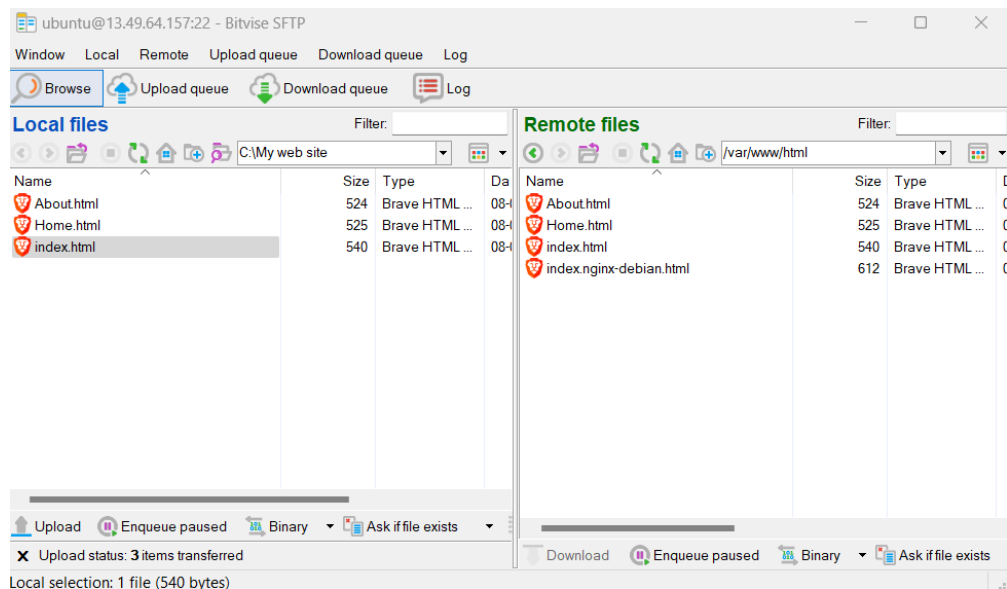 ubuntu@13.49.64.157:22 - Bitvise SFTP
Window Local Remote Upload queue Download queue Log
Browse Upload queue Download queue Log
Local files Filter:
C:\My web site
Name Size Type Da
About.html 524 Brave HTML ... 08-
Home.html 525 Brave HTML ... 08-
index.html 540 Brave HTML ... 08-
Upload Enqueue paused Binary Ask if file exists
X Upload status: 3 items transferred
Local selection: 1 file (540 bytes)
Remote files Filter:
/var/www/html
Name Size Type
About.html 524 Brave HTML ...
Home.html 525 Brave HTML ...
index.html 540 Brave HTML ...
index.nginx-debian.html 612 Brave HTML ...
Download Enqueue paused Binary Ask if file exists